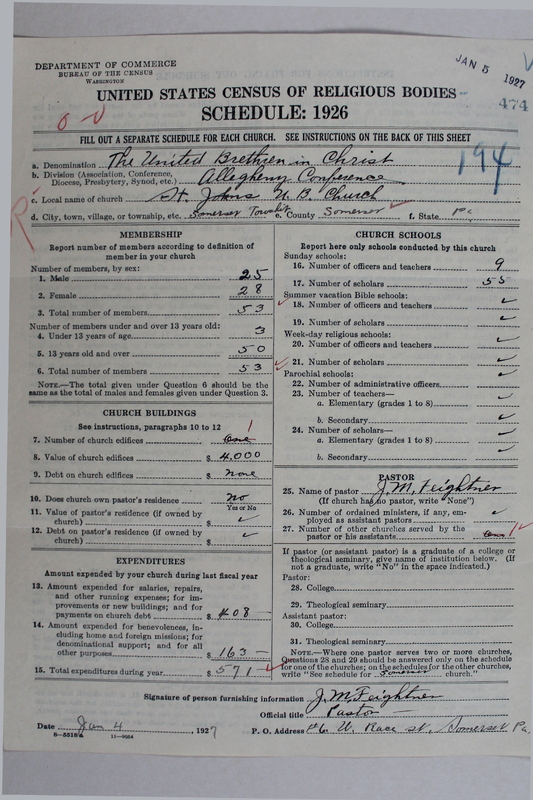 DEPARTMENT OF COMMERCE
BUREAU OF THE CENSUS
WASHINGTON
JAN 5 1927
UNITED STATES CENSUS OF RELIGIOUS BODIES
474
SCHEDULE: 1926
FILL OUT A SEPARATE SCHEDULE FOR EACH CHURCH. SEE INSTRUCTIONS ON THE BACK OF THIS SHEET
194
a. Denomination The United Brethren in Christ
b. Division (Association, Conference, Diocese, Presbytery, Synod, etc.) Allegheny Conference
c. Local name of church St. Johns U. B. Church
d. City, town, village, or township, etc. Somerset Township e. County Somerset f. State Pa.
MEMBERSHIP
Report number of members according to definition of
member in your church
Number of members, by sex:
1. Male 25
2. Female 28
3. Total number of members 53
Number of members under and over 13 years old:
4. Under 13 years of age 3
5. 13 years old and over 50
6. Total number of members 53
NOTE.—The total given under Question 6 should be the
same as the total of males and females given under Question 3.
CHURCH BUILDINGS
See instructions, paragraphs 10 to 12
7. Number of church edifices one 1
8. Value of church edifices $ 4,000
9. Debt on church edifices $ none
10. Does church own pastor's residence no
Yes or No
11. Value of pastor's residence (if owned by
church) $ ✓
12. Debt on pastor's residence (if owned by
church) $ ✓
EXPENDITURES
Amount expended by your church during last fiscal year
13. Amount expended for salaries, repairs,
and other running expenses; for im-
provements or new buildings; and for
payments on church debt $ 408 —
14. Amount expended for benevolences, in-
cluding home and foreign missions; for
denominational support; and for all
other purposes $ 163 —
15. Total expenditures during year $ 571 —
CHURCH SCHOOLS
Report here only schools conducted by this church
Sunday schools:
16. Number of officers and teachers 9
17. Number of scholars 55
Summer vacation Bible schools:
18. Number of officers and teachers ✓
19. Number of scholars ✓
Week-day religious schools:
20. Number of officers and teachers ✓
21. Number of scholars ✓
Parochial schools:
22. Number of administrative officers ✓
23. Number of teachers—
a. Elementary (grades 1 to 8) ✓
b. Secondary ✓
24. Number of scholars—
a. Elementary (grades 1 to 8) ✓
b. Secondary ✓
PASTOR
25. Name of pastor J. M. Feightner
(If church has no pastor, write "None")
26. Number of ordained ministers, if any, em-
ployed as assistant pastors ✓
27. Number of other churches served by the
pastor or his assistants 1
If pastor (or assistant pastor) is a graduate of a college or
theological seminary, give name of institution below. (If
not a graduate, write "No" in the space indicated.)
Pastor:
28. College
29. Theological seminary
Assistant pastor:
30. College
31. Theological seminary
NOTE.—Where one pastor serves two or more churches,
Questions 28 and 29 should be answered only on the schedule
for one of the churches; on the schedules for the other churches,
write "See schedule for Somerset church."
Signature of person furnishing information J. M. Feightner
Official title Pastor
Date Jan 4, 1927 P. O. Address W. Race st. Somerset Pa.
11-9954